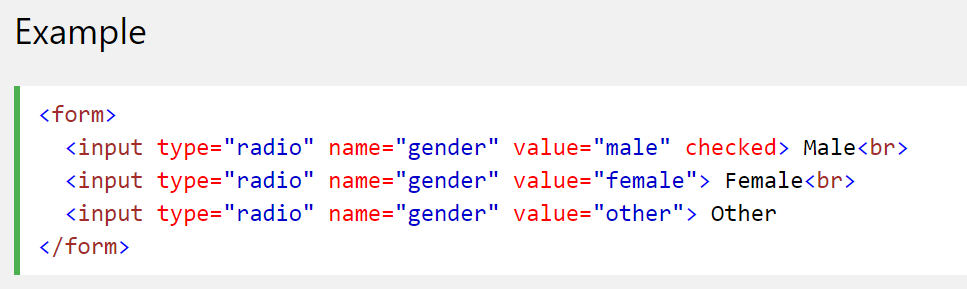 Example
<form>
<input type="radio" name="gender" value="male" checked> Male<br>
<input type="radio" name="gender" value="female"> Female<br>
<input type="radio" name="gender" value="other"> Other
</form>